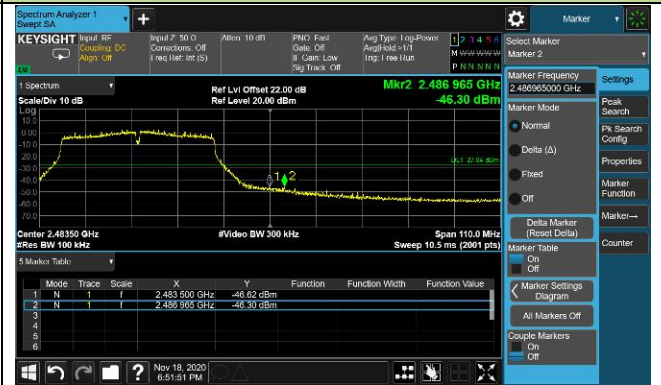 Spectrum Analyzer 1
Swept SA
Marker
KEYSIGHT
Input: RF
Coupling: DC
Align: Off
Input Z: 50 Ω
Corrections: Off
Freq Ref: Int (S)
Atten: 10 dB
PNO: Fast
Gate: Off
IF Gain: Low
Sig Track: Off
Avg Type: Log-Power
Avg|Hold >1/1
Trig: Free Run
1 2 3 4 5 6
M W W W W W
P N N N N N
Select Marker
Marker 2
1 Spectrum
Scale/Div 10 dB
Log
Ref Lvl Offset 22.00 dB
Ref Level 20.00 dBm
Mkr2 2.486 965 GHz
-46.30 dBm
10.0
0.00
-10.0
-20.0
-30.0
-40.0
-50.0
-60.0
-70.0
1
2
Center 2.48350 GHz
#Res BW 100 kHz
#Video BW 300 kHz
Span 110.0 MHz
Sweep 10.5 ms (2001 pts)
5 Marker Table
Mode Trace Scale X Y Function Function Width Function Value
1 N 1 f 2.483 500 GHz -46.62 dBm
2 N 1 f 2.486 965 GHz -46.30 dBm
3
4
5
6
Marker Frequency
2.486965000 GHz
Marker Mode
Normal
Delta (Δ)
Fixed
Off
Delta Marker
(Reset Delta)
Marker Table
On
Off
Marker Settings
Diagram
All Markers Off
Couple Markers
On
Off
Settings
Peak
Search
Pk Search
Config
Properties
Marker
Function
Marker→
Counter
Nov 18, 2020
6:51:51 PM